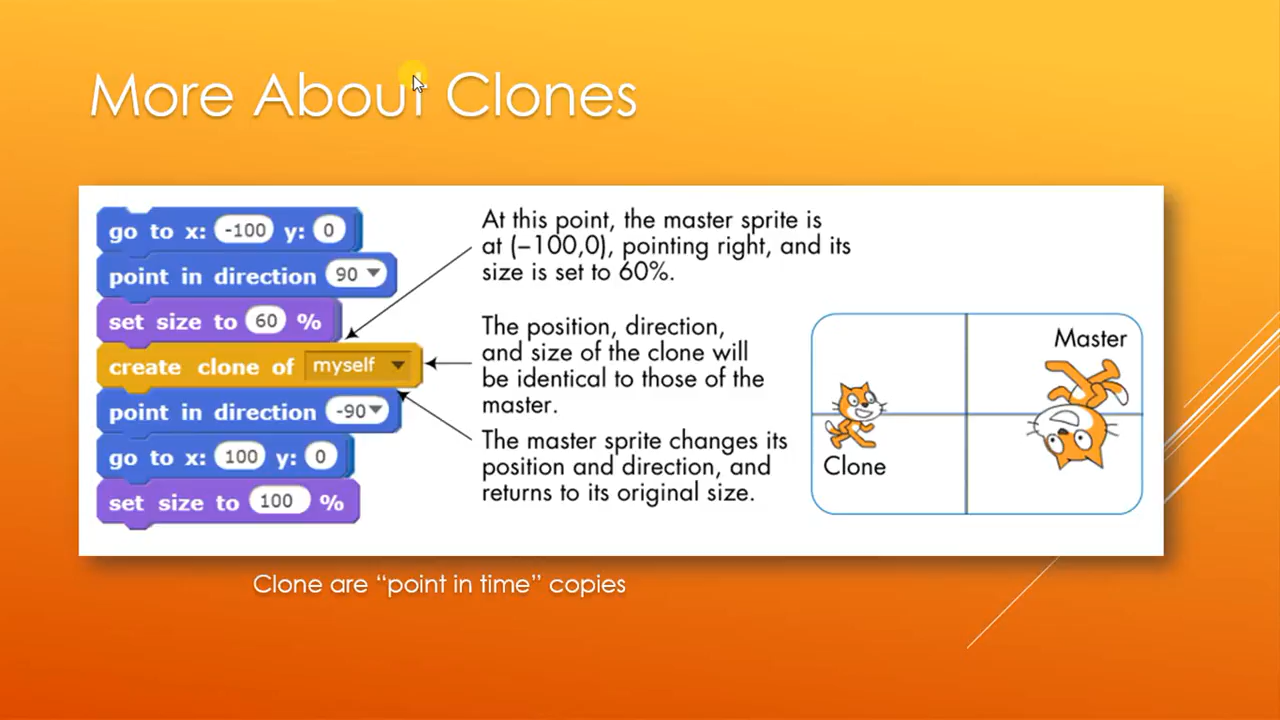 More About Clones
go to x: -100 y: 0
point in direction 90
set size to 60 %
create clone of myself
point in direction -90
go to x: 100 y: 0
set size to 100 %
At this point, the master sprite is
at (–100,0), pointing right, and its
size is set to 60%.
The position, direction,
and size of the clone will
be identical to those of the
master.
The master sprite changes its
position and direction, and
returns to its original size.
Master
Clone
Clone are “point in time” copies